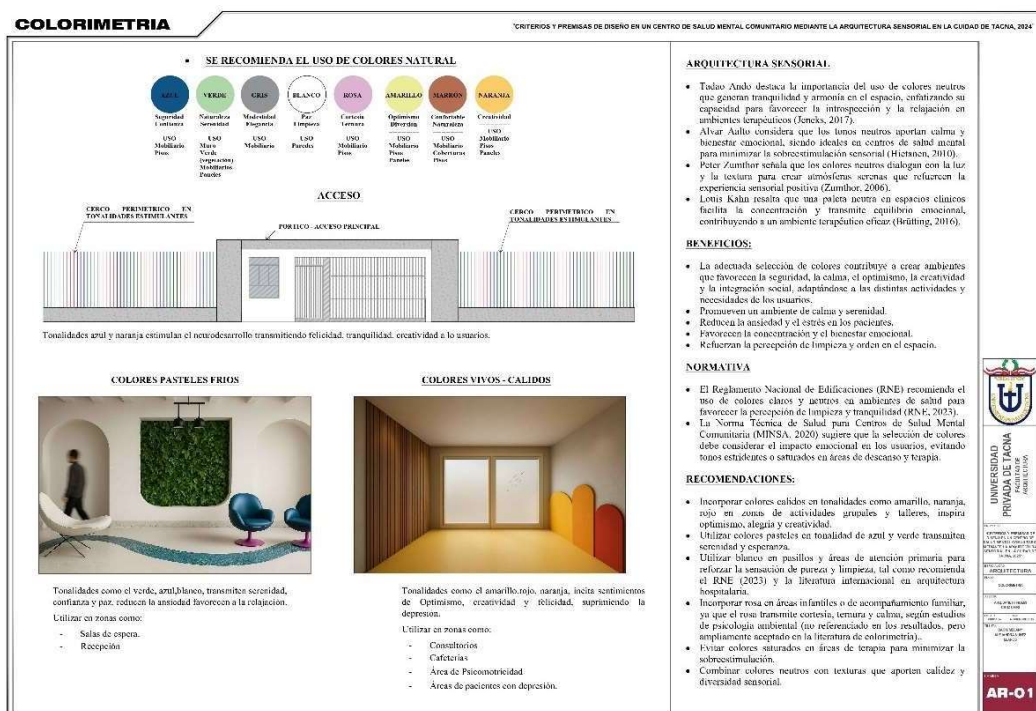 COLORIMETRIA
"CRITERIOS Y PREMISAS DE DISEÑO EN UN CENTRO DE SALUD MENTAL COMUNITARIO MEDIANTE LA ARQUITECTURA SENSORIAL EN LA CUIDAD DE TACNA, 2024"
• SE RECOMIENDA EL USO DE COLORES NATURAL
AZUL
Seguridad
Confianza
USO
Mobiliario
Pisos
VERDE
Naturaleza
Serenidad
USO
Muro
Verde
(vegetación)
Mobiliarios
Paneles
GRIS
Modestidad
Elegancia
USO
Mobiliario
BLANCO
Paz
Limpieza
USO
Paredes
ROSA
Cortesía
Ternura
USO
Mobiliario
Pisos
AMARILLO
Optimismo
Diversión
USO
Mobiliario
Pisos
Paneles
MARRÓN
Confortable
Naturaleza
USO
Mobiliario
Coberturas
Pisos
NARANJA
Creatividad
USO
Mobiliario
Pisos
Paneles
ACCESO
CERCO PERIMETRICO EN
TONALIDADES ESTIMULANTES
PORTICO - ACCESO PRINCIPAL
CERCO PERIMETRICO EN
TONALIDADES ESTIMULANTES
Tonalidades azul y naranja estimulan el neurodesarrollo transmitiendo felicidad, tranquilidad, creatividad a lo usuarios.
COLORES PASTELES FRIOS
Tonalidades como el verde, azul,blanco, transmiten serenidad,
confianza y paz, reducen la ansiedad favorecen a la relajación.
Utilizar en zonas como:
- Salas de espera.
- Recepción
COLORES VIVOS - CALIDOS
Tonalidades como el amarillo,rojo, naranja, incita sentimientos
de Optimismo, creatividad y felicidad, suprimiendo la
depresión.
Utilizar en zonas como:
- Consultorios
- Cafeterías
- Área de Psicomotricidad
- Áreas de pacientes con depresión.
ARQUITECTURA SENSORIAL
• Tadao Ando destaca la importancia del uso de colores neutros
que generan tranquilidad y armonía en el espacio, enfatizando su
capacidad para favorecer la introspección y la relajación en
ambientes terapéuticos (Jencks, 2017).
• Alvar Aalto considera que los tonos neutros aportan calma y
bienestar emocional, siendo ideales en centros de salud mental
para minimizar la sobreestimulación sensorial (Hietanen, 2010).
• Peter Zumthor señala que los colores neutros dialogan con la luz
y la textura para crear atmósferas serenas que refuercen la
experiencia sensorial positiva (Zumthor, 2006).
• Louis Kahn resalta que una paleta neutra en espacios clínicos
facilita la concentración y transmite equilibrio emocional,
contribuyendo a un ambiente terapéutico eficaz (Brütting, 2016).
BENEFICIOS:
• La adecuada selección de colores contribuye a crear ambientes
que favorecen la seguridad, la calma, el optimismo, la creatividad
y la integración social, adaptándose a las distintas actividades y
necesidades de los usuarios.
• Promueven un ambiente de calma y serenidad.
• Reducen la ansiedad y el estrés en los pacientes.
• Favorecen la concentración y el bienestar emocional.
• Refuerzan la percepción de limpieza y orden en el espacio.
NORMATIVA
• El Reglamento Nacional de Edificaciones (RNE) recomienda el
uso de colores claros y neutros en ambientes de salud para
favorecer la percepción de limpieza y tranquilidad (RNE, 2023).
• La Norma Técnica de Salud para Centros de Salud Mental
Comunitaria (MINSA, 2020) sugiere que la selección de colores
debe considerar el impacto emocional en los usuarios, evitando
tonos estridentes o saturados en áreas de descanso y terapia.
RECOMENDACIONES:
• Incorporar colores calidos en tonalidades como amarillo, naranja,
rojo en zonas de actividades grupales y talleres, inspira
optimismo, alegría y creatividad.
• Utilizar colores pasteles en tonalidad de azul y verde transmiten
serenidad y esperanza.
• Utilizar blanco en pasillos y áreas de atención primaria para
reforzar la sensación de pureza y limpieza, tal como recomienda
el RNE (2023) y la literatura internacional en arquitectura
hospitalaria.
• Incorporar rosa en áreas infantiles o de acompañamiento familiar,
ya que el rosa transmite cortesía, ternura y calma, según estudios
de psicología ambiental (no referenciado en los resultados, pero
ampliamente aceptado en la literatura de colorimetría)..
• Evitar colores saturados en áreas de terapia para minimizar la
sobreestimulación.
• Combinar colores neutros con texturas que aporten calidez y
diversidad sensorial.
UNIVERSIDAD
PRIVADA DE TACNA
FACULTAD DE
ARQUITECTURA
ARQUITECTURA
COLORIMETRIA
AR-01